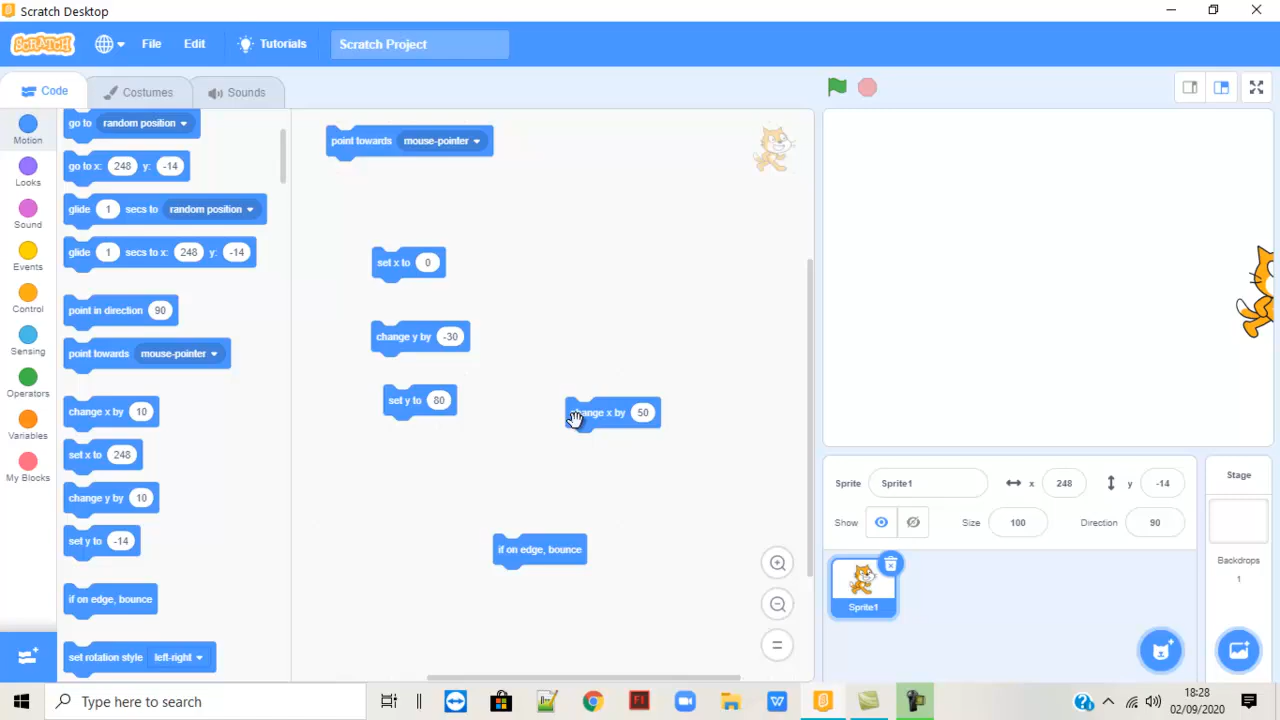 Scratch Desktop
SCRATCH
File
Edit
Tutorials
Scratch Project
Code
Costumes
Sounds
Motion
Looks
Sound
Events
Control
Sensing
Operators
Variables
My Blocks
go to random position
go to x: 248 y: -14
glide 1 secs to random position
glide 1 secs to x: 248 y: -14
point in direction 90
point towards mouse-pointer
change x by 10
set x to 248
change y by 10
set y to -14
if on edge, bounce
set rotation style left-right
point towards mouse-pointer
set x to 0
change y by -30
set y to 80
ange x by 50
if on edge, bounce
Sprite Sprite1 x 248 y -14
Show Size 100 Direction 90
Sprite1
Stage
Backdrops
1
Type here to search
18:28
02/09/2020